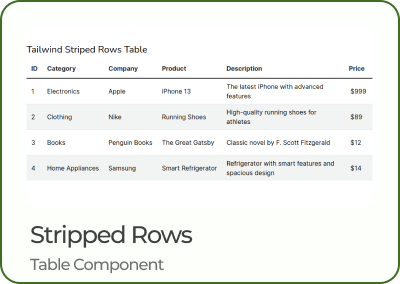 Tailwind Striped Rows Table
ID Category Company Product Description Price
1 Electronics Apple iPhone 13 The latest iPhone with advanced features $999
2 Clothing Nike Running Shoes High-quality running shoes for athletes $89
3 Books Penguin Books The Great Gatsby Classic novel by F. Scott Fitzgerald $12
4 Home Appliances Samsung Smart Refrigerator Refrigerator with smart features and spacious design $14
Stripped Rows
Table Component